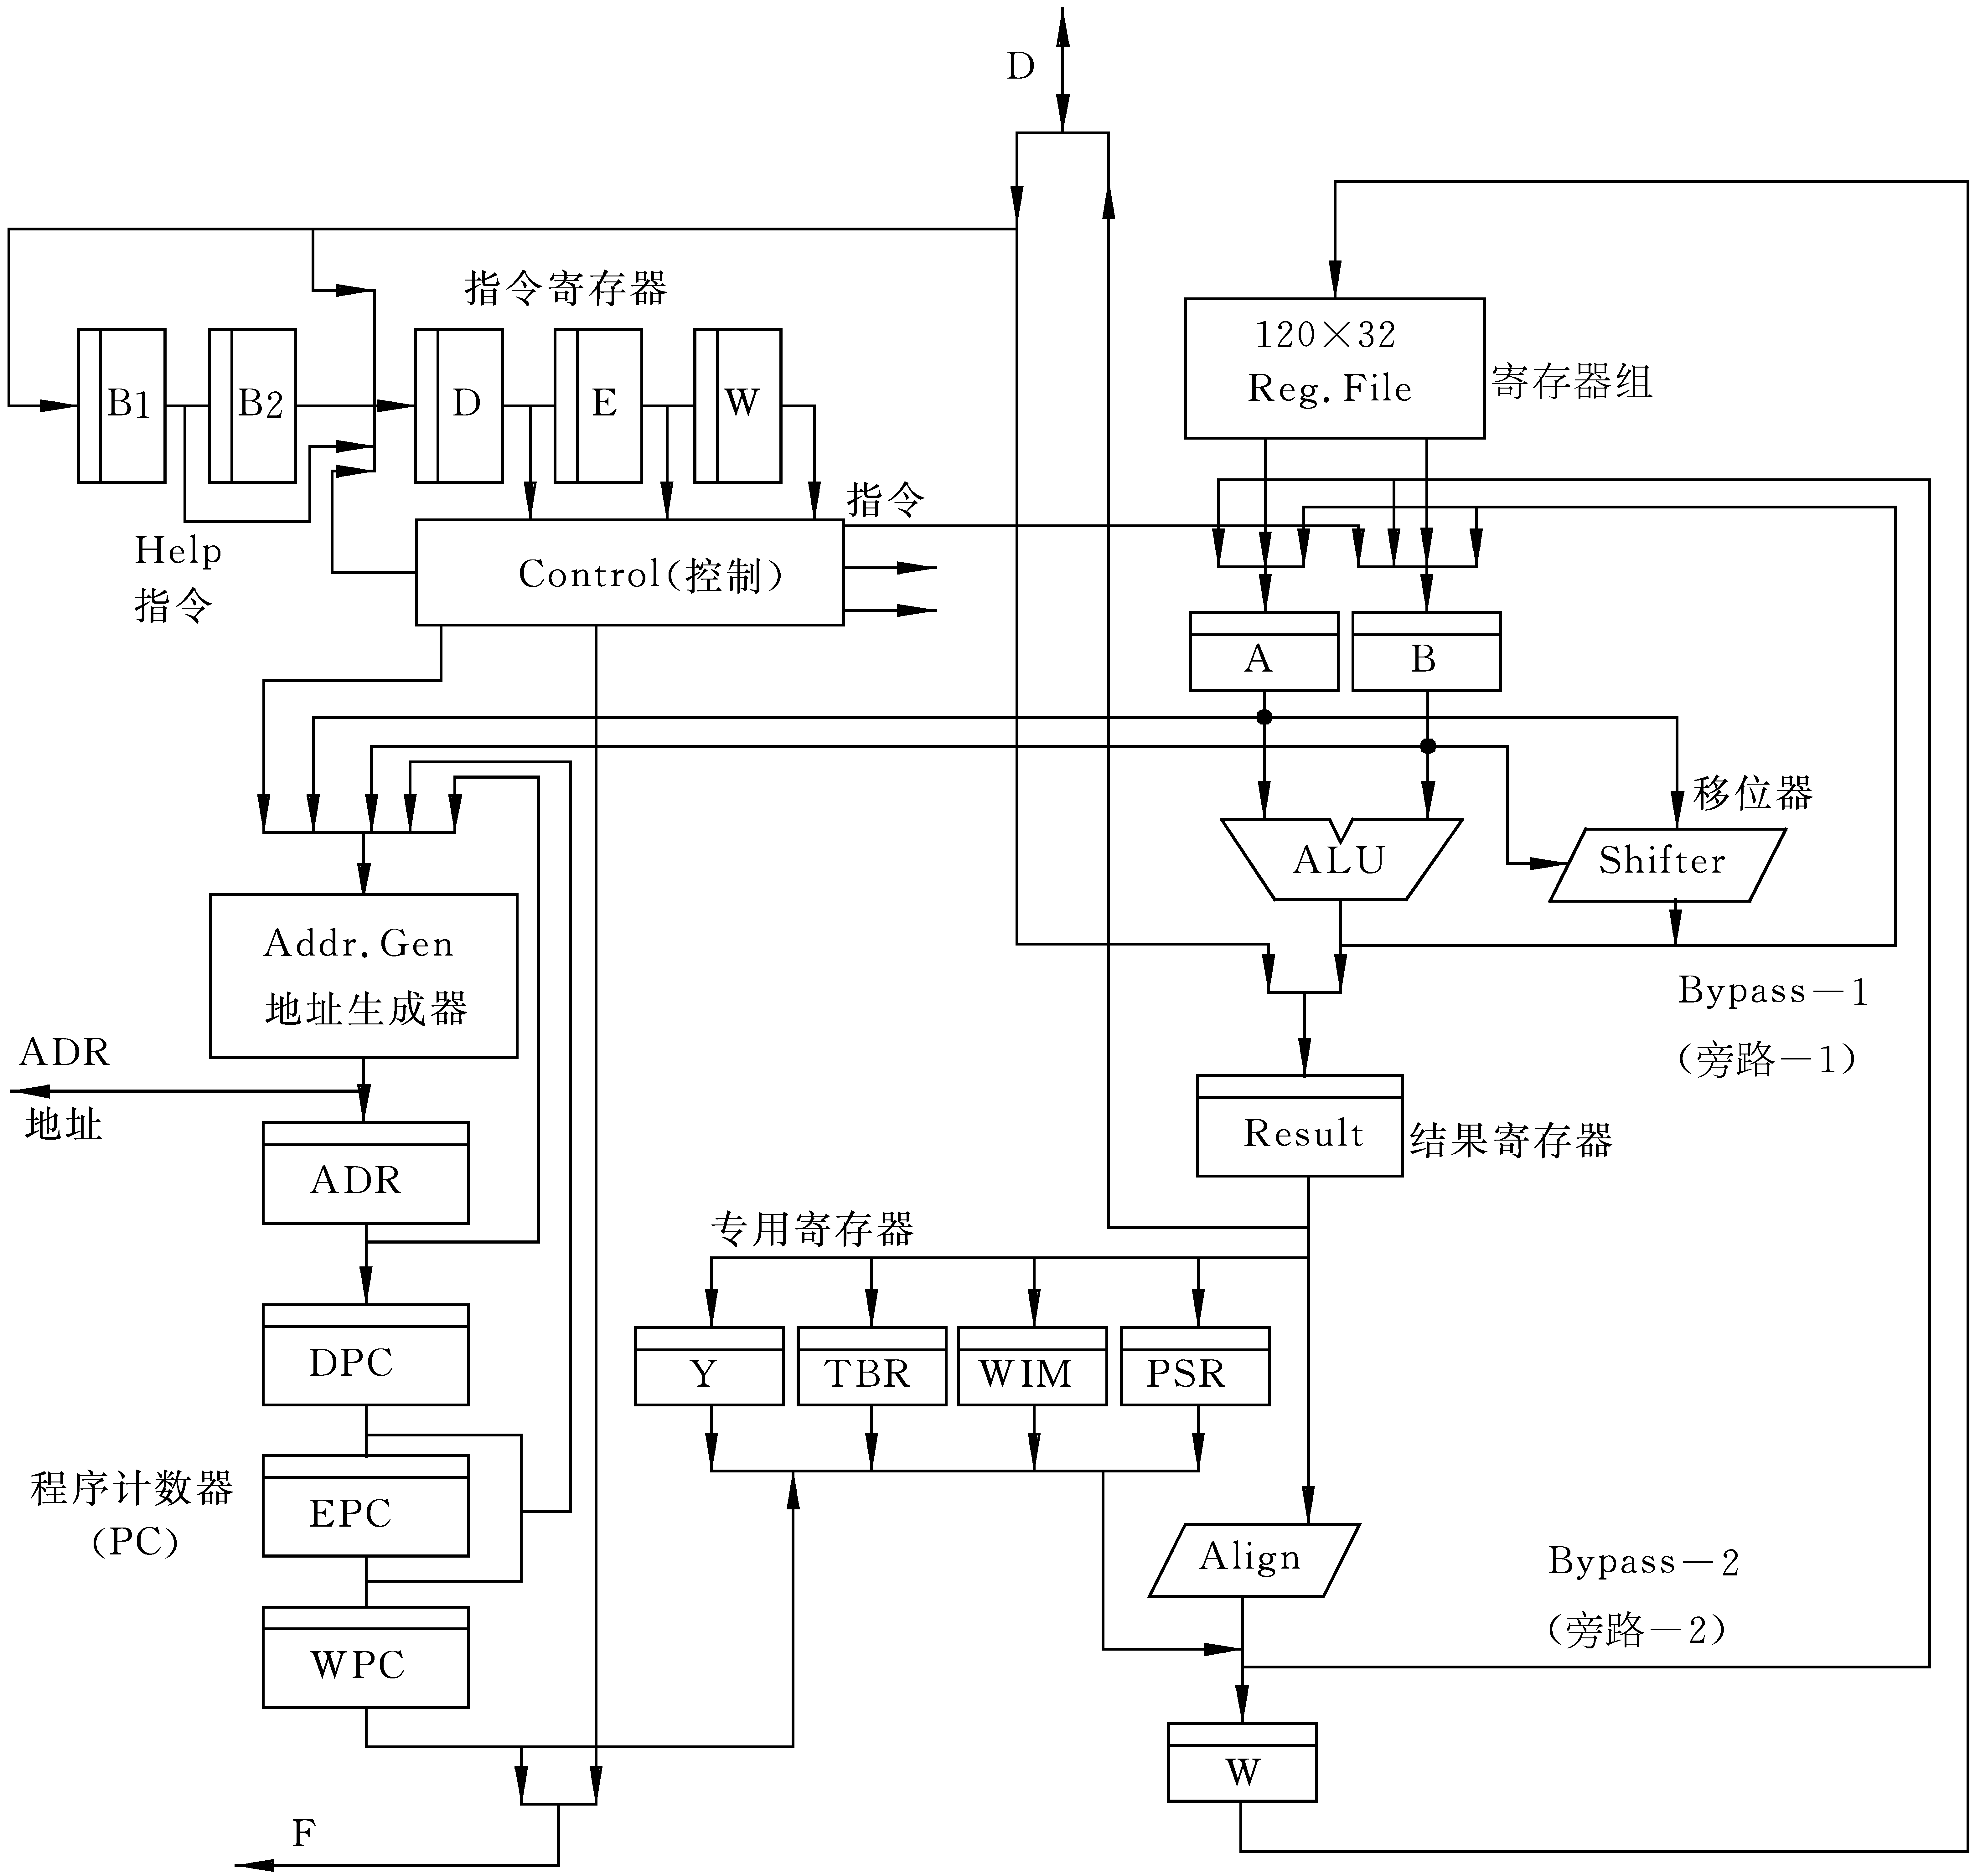 D
指令寄存器
B1
B2
D
E
W
120×32
Reg.File
寄存器组
指令
Help
指令
Control(控制)
A
B
移位器
ALU
Shifter
Addr.Gen
地址生成器
Bypass－1
(旁路－1)
ADR
地址
ADR
Result
结果寄存器
专用寄存器
DPC
Y
TBR
WIM
PSR
程序计数器
(PC)
EPC
Align
Bypass－2
(旁路－2)
WPC
W
F